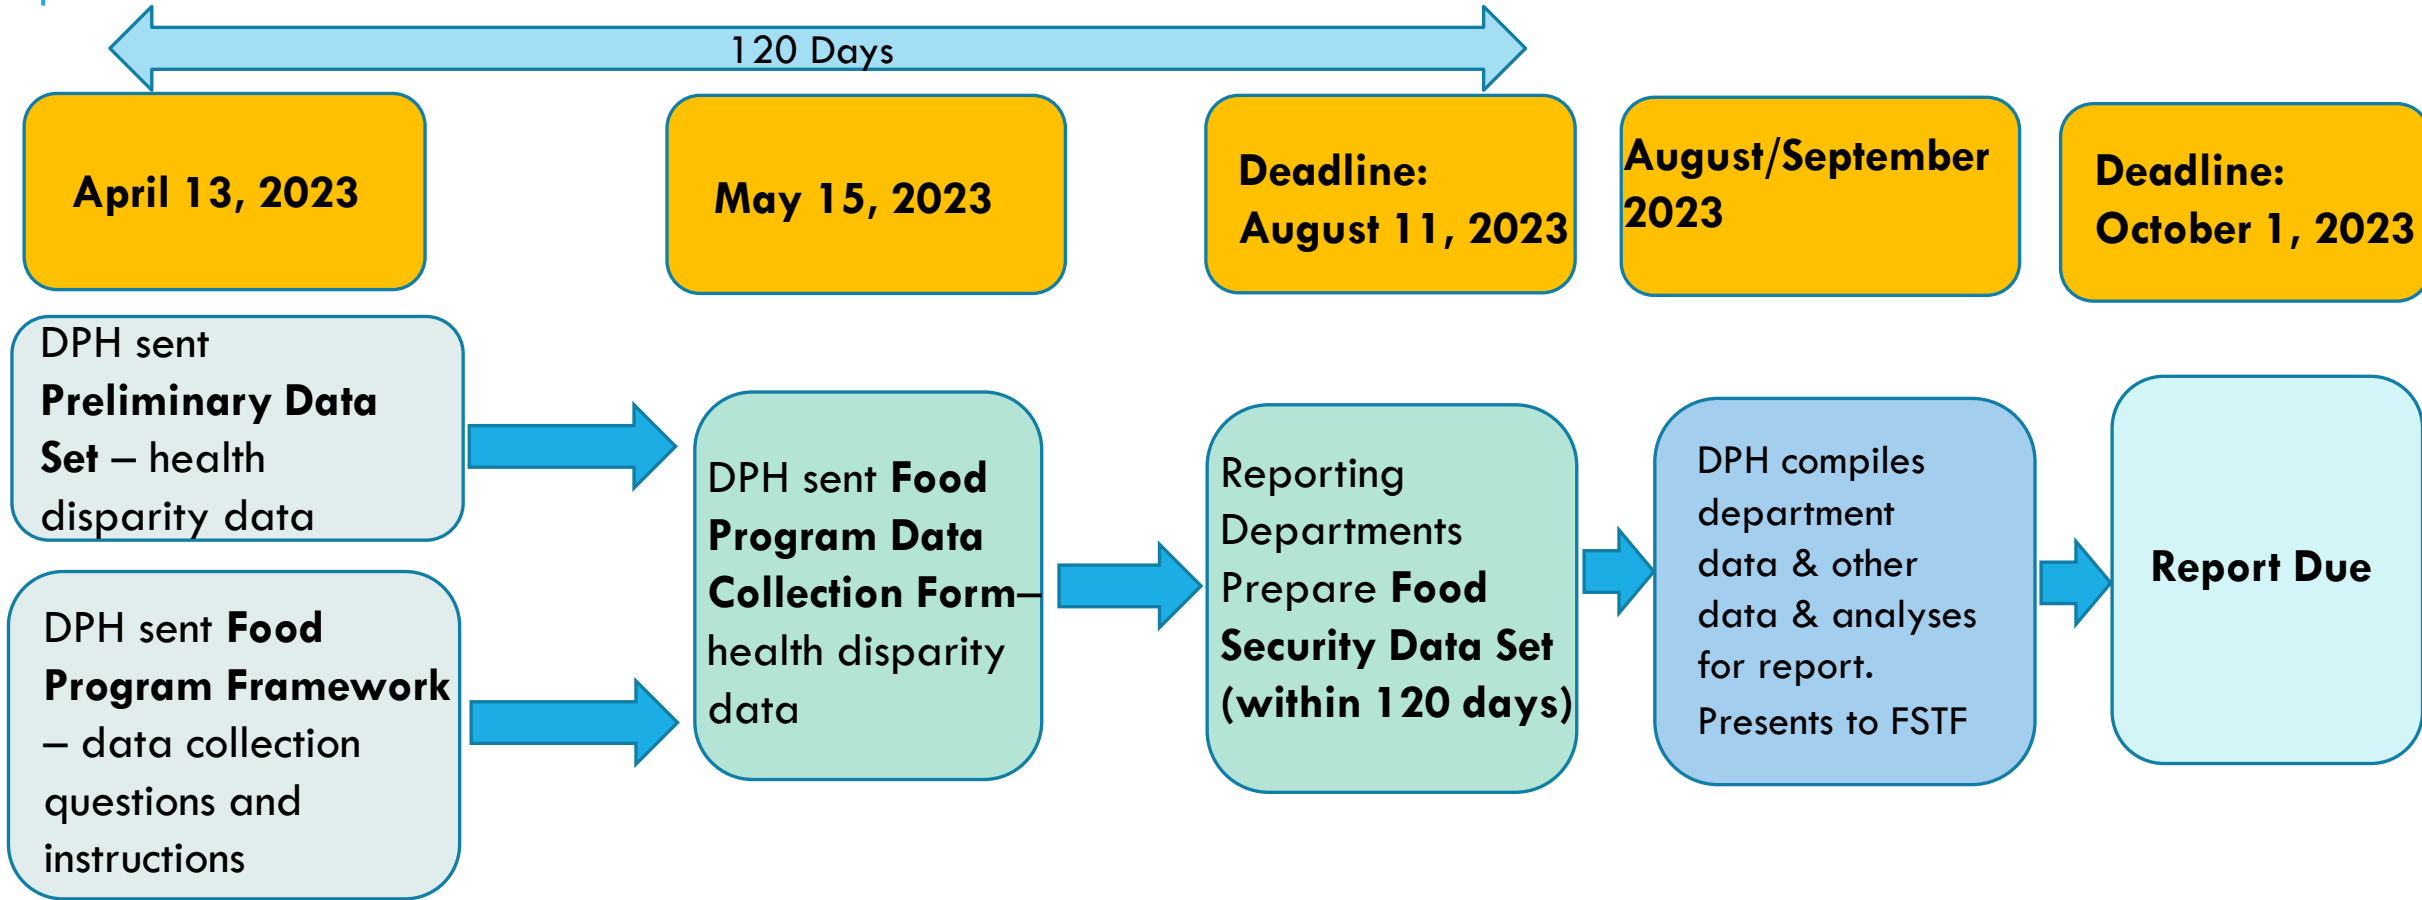 120 Days
April 13, 2023
May 15, 2023
Deadline:
August 11, 2023
August/September
2023
Deadline:
October 1, 2023
DPH sent
Preliminary Data
Set – health
disparity data
DPH sent Food
Program Framework
– data collection
questions and
instructions
DPH sent Food
Program Data
Collection Form–
health disparity
data
Reporting
Departments
Prepare Food
Security Data Set
(within 120 days)
DPH compiles
department
data & other
data & analyses
for report.
Presents to FSTF
Report Due